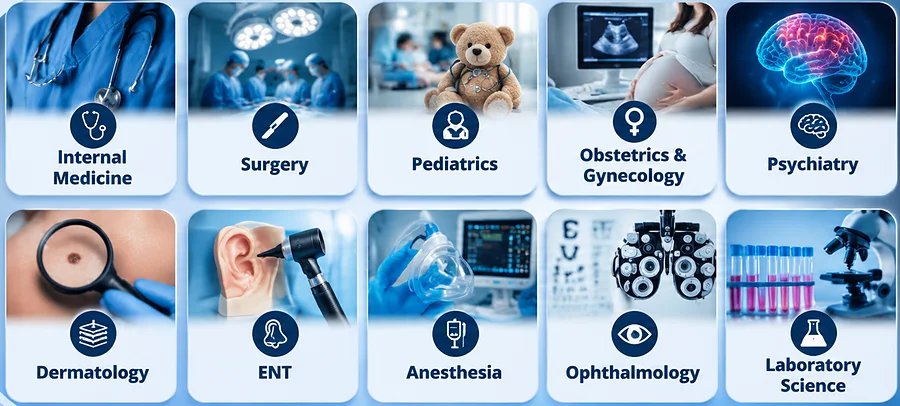 Internal
Medicine
Surgery
Pediatrics
Obstetrics &
Gynecology
Psychiatry
Dermatology
ENT
Anesthesia
Ophthalmology
Laboratory
Science